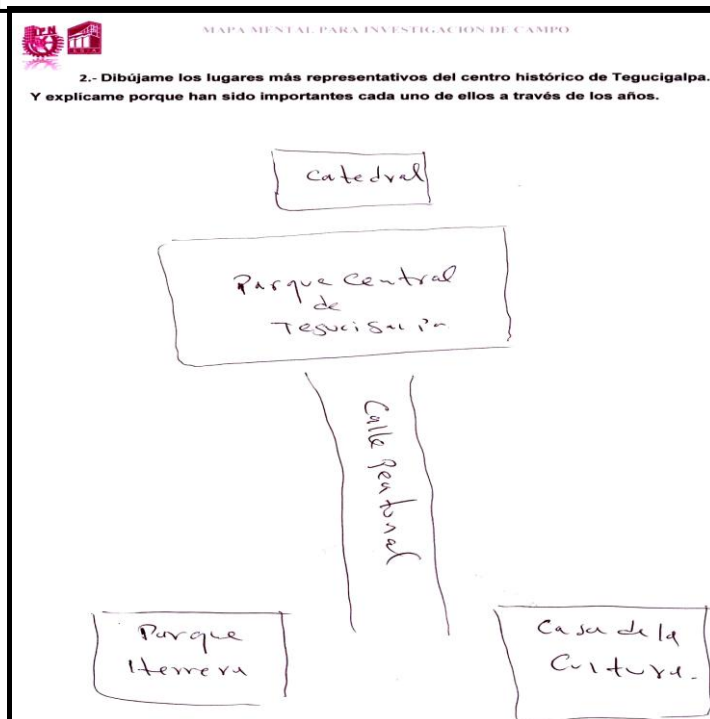 MAPA MENTAL PARA INVESTIGACION DE CAMPO
2.- Dibújame los lugares más representativos del centro histórico de Tegucigalpa.
Y explícame porque han sido importantes cada uno de ellos a través de los años.
Catedral
Parque Central
de
Tegucigalpa
Calle Peatonal
Parque
Herrera
Casa de la
Cultura.